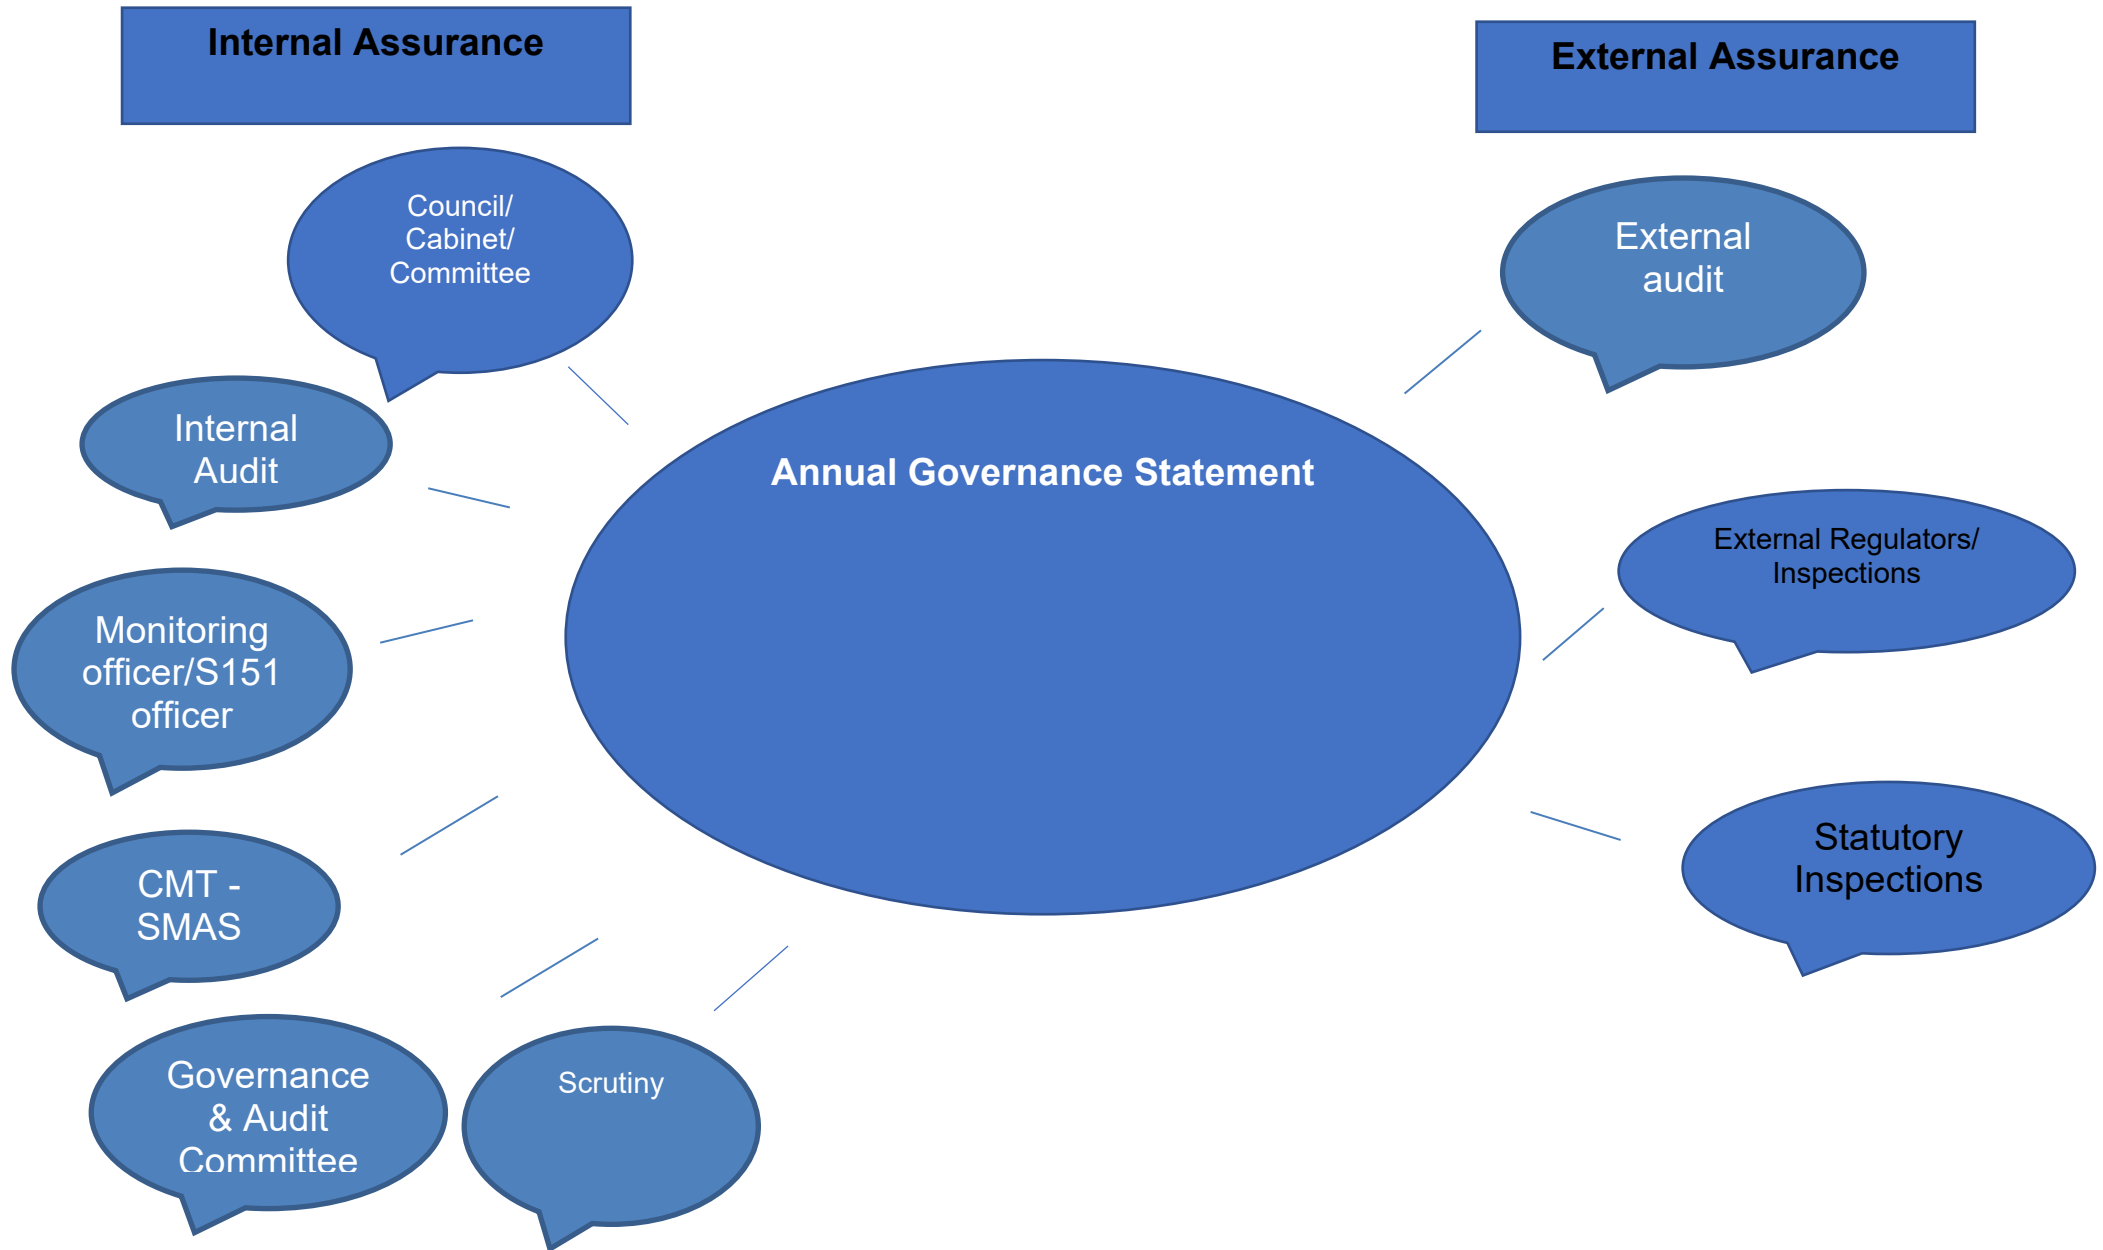 Internal Assurance
External Assurance
Council/
Cabinet/
Committee
External
audit
Internal
Audit
Annual Governance Statement
External Regulators/
Inspections
Monitoring
officer/S151
officer
Statutory
Inspections
CMT -
SMAS
Governance
& Audit
Committee
Scrutiny